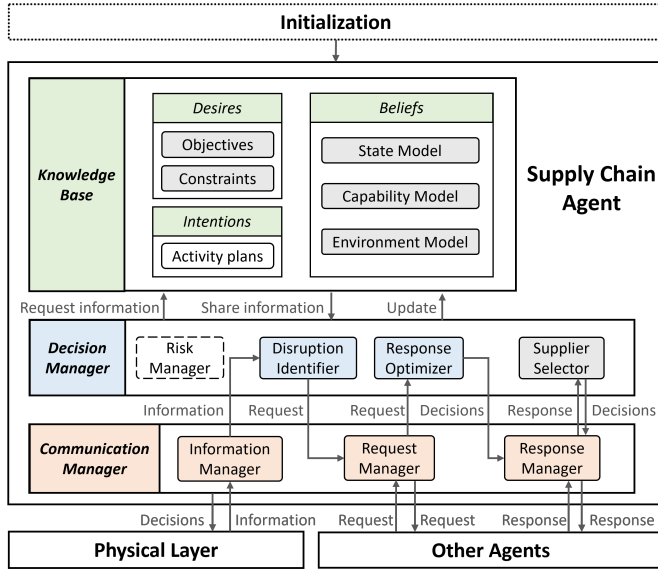 Initialization
Knowledge
Base
Desires
Objectives
Constraints
Intentions
Activity plans
Beliefs
State Model
Capability Model
Environment Model
Supply Chain
Agent
Request information
Share information
Update
Decision
Manager
Risk
Manager
Disruption
Identifier
Response
Optimizer
Supplier
Selector
Information
Request
Request
Decisions
Response
Decisions
Communication
Manager
Information
Manager
Request
Manager
Response
Manager
Decisions
Information
Request
Request
Response
Response
Physical Layer
Other Agents